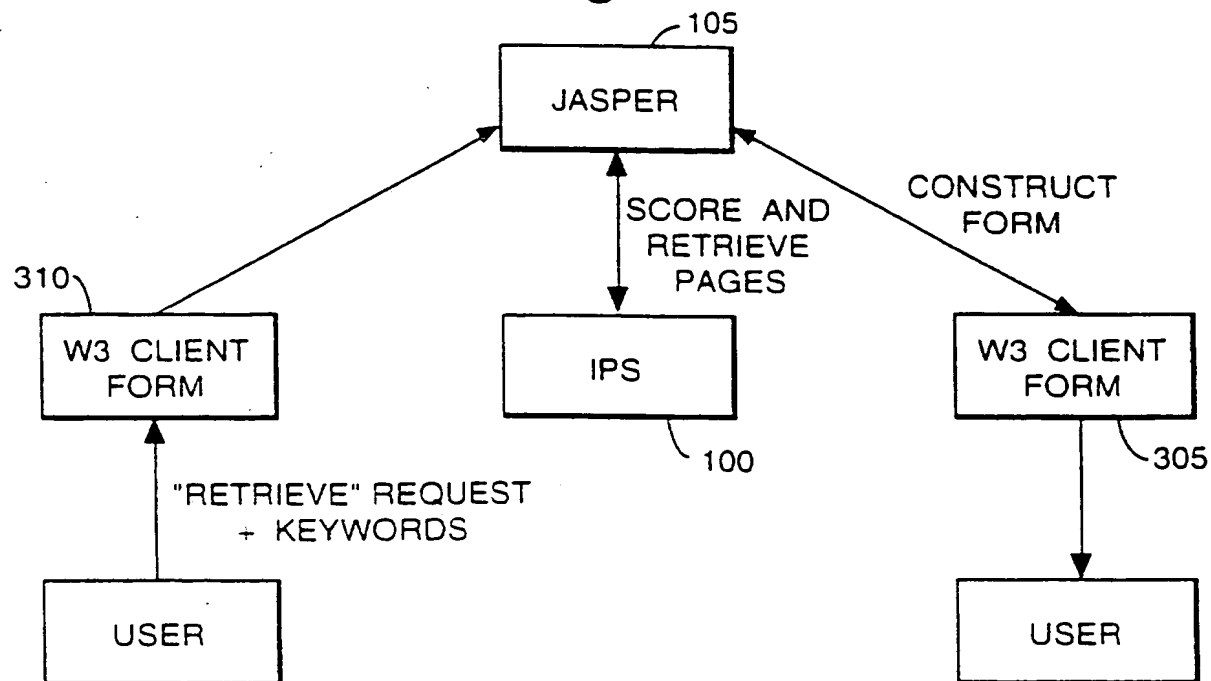 105
JASPER
CONSTRUCT
FORM
SCORE AND
RETRIEVE
PAGES
310
W3 CLIENT
FORM
IPS
W3 CLIENT
FORM
100
305
"RETRIEVE" REQUEST
+ KEYWORDS
USER
USER